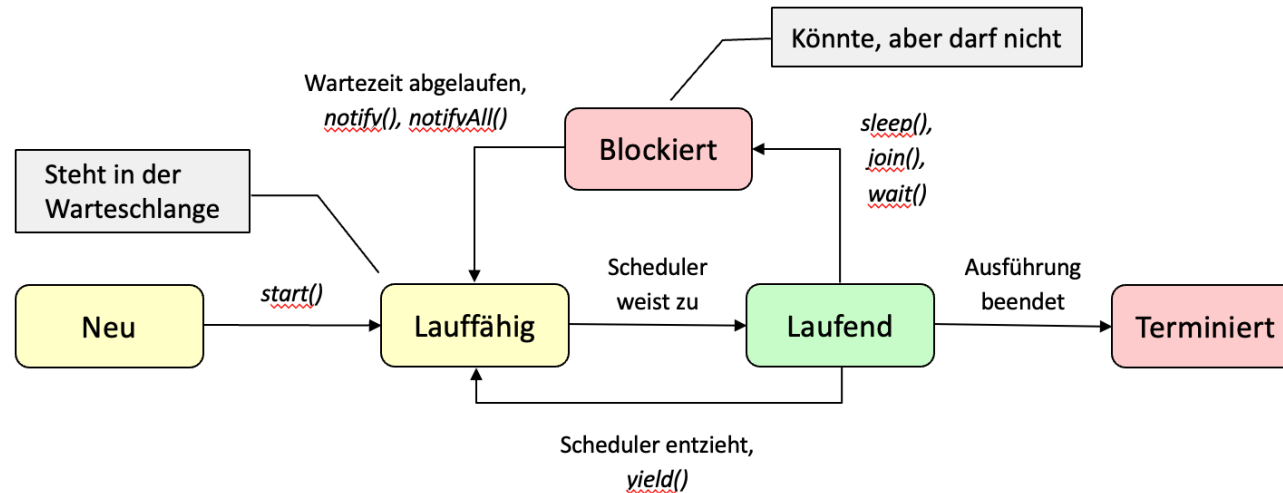 Könnte, aber darf nicht
Wartezeit abgelaufen,
notify(), notifyAll()
Blockiert
sleep(),
join(),
wait()
Steht in der
Warteschlange
Neu
start()
Lauffähig
Scheduler
weist zu
Laufend
Ausführung
beendet
Terminiert
Scheduler entzieht,
yield()